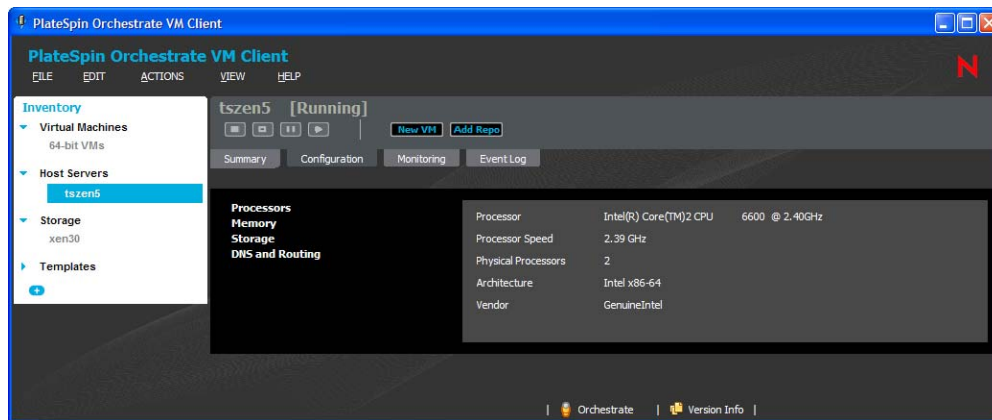 PlateSpin Orchestrate VM Client
PlateSpin Orchestrate VM Client
FILE EDIT ACTIONS VIEW HELP
N
Inventory
Virtual Machines
64-bit VMs
Host Servers
tszen5
Storage
xen30
Templates
tszen5 [Running]
New VM Add Repo
Summary Configuration Monitoring Event Log
Processors
Memory
Storage
DNS and Routing
Processor Intel(R) Core(TM)2 CPU 6600 @ 2.40GHz
Processor Speed 2.39 GHz
Physical Processors 2
Architecture Intel x86-64
Vendor GenuineIntel
| Orchestrate | Version Info |